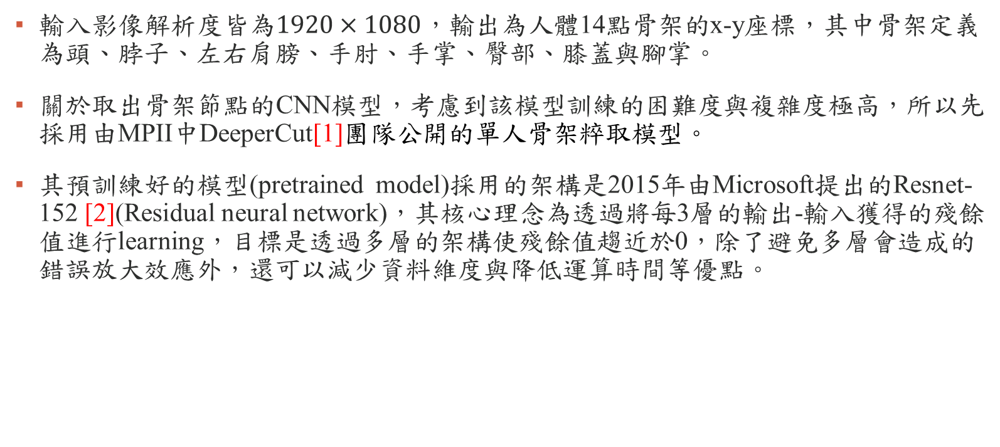 ▪ 輸入影像解析度皆為1920 × 1080，輸出為人體14點骨架的x-y座標，其中骨架定義
為頭、脖子、左右肩膀、手肘、手掌、臀部、膝蓋與腳掌。
▪ 關於取出骨架節點的CNN模型，考慮到該模型訓練的困難度與複雜度極高，所以先
採用由MPII中DeeperCut[1]團隊公開的單人骨架粹取模型。
▪ 其預訓練好的模型(pretrained model)採用的架構是2015年由Microsoft提出的Resnet-
152 [2](Residual neural network)，其核心理念為透過將每3層的輸出-輸入獲得的殘餘
值進行learning，目標是透過多層的架構使殘餘值趨近於0，除了避免多層會造成的
錯誤放大效應外，還可以減少資料維度與降低運算時間等優點。